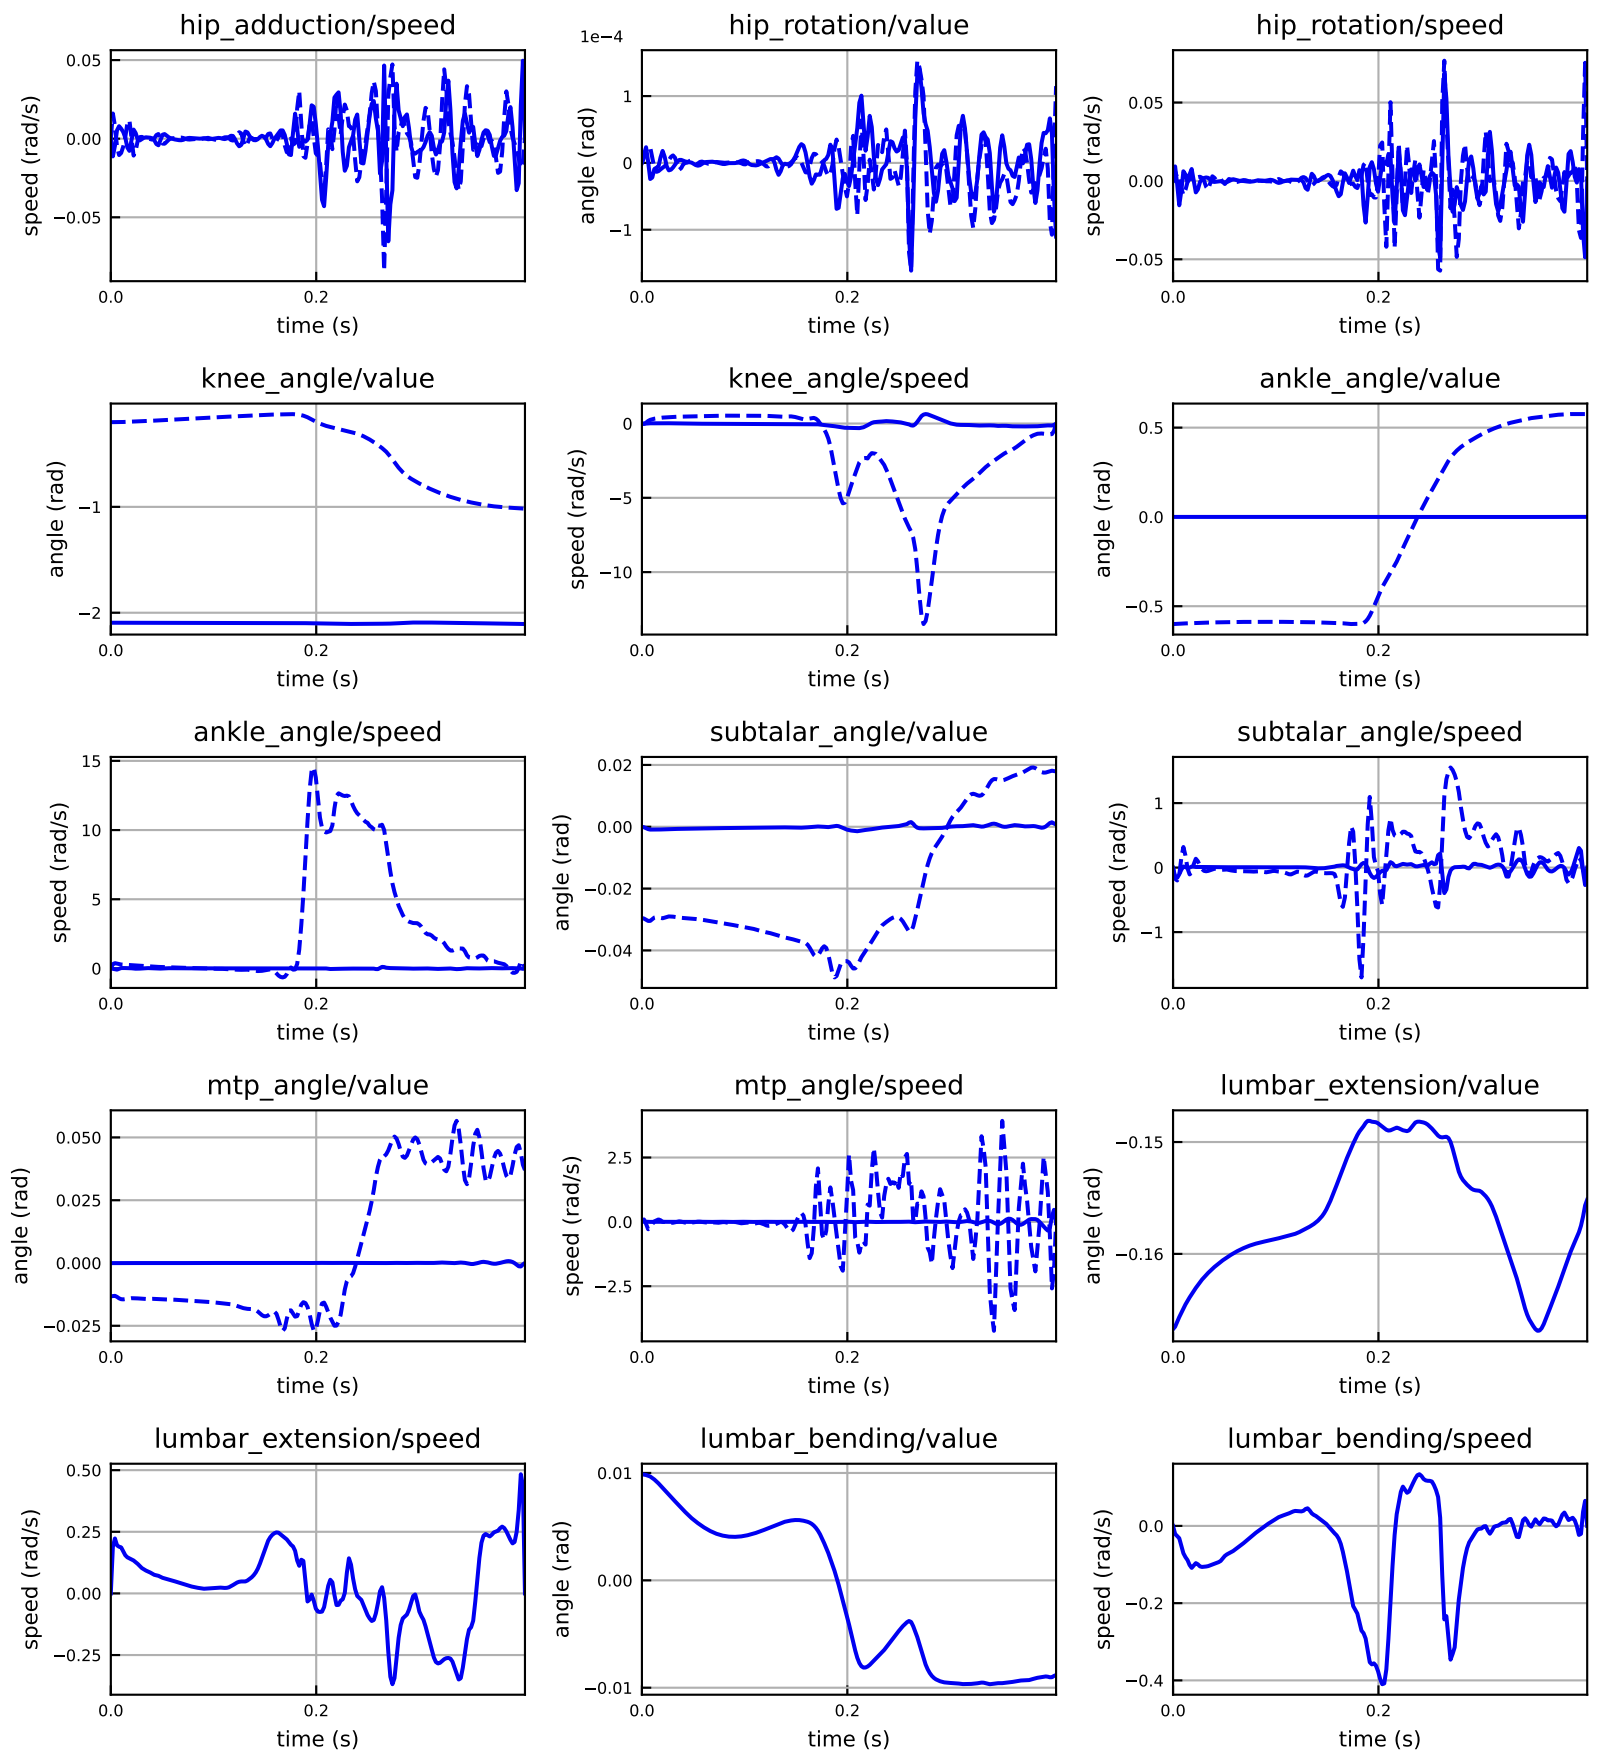 hip_adduction/speed
speed (rad/s)
0.05
0.00
−0.05
0.0
0.2
time (s)
hip_rotation/value
1e−4
angle (rad)
1
0
−1
0.0
0.2
time (s)
hip_rotation/speed
speed (rad/s)
0.05
0.00
−0.05
0.0
0.2
time (s)
knee_angle/value
angle (rad)
−1
−2
0.0
0.2
time (s)
knee_angle/speed
speed (rad/s)
0
−5
−10
0.0
0.2
time (s)
ankle_angle/value
angle (rad)
0.5
0.0
−0.5
0.0
0.2
time (s)
ankle_angle/speed
speed (rad/s)
15
10
5
0
0.0
0.2
time (s)
subtalar_angle/value
angle (rad)
0.02
0.00
−0.02
−0.04
0.0
0.2
time (s)
subtalar_angle/speed
speed (rad/s)
1
0
−1
0.0
0.2
time (s)
mtp_angle/value
angle (rad)
0.050
0.025
0.000
−0.025
0.0
0.2
time (s)
mtp_angle/speed
speed (rad/s)
2.5
0.0
−2.5
0.0
0.2
time (s)
lumbar_extension/value
angle (rad)
−0.15
−0.16
0.0
0.2
time (s)
lumbar_extension/speed
speed (rad/s)
0.50
0.25
0.00
−0.25
0.0
0.2
time (s)
lumbar_bending/value
angle (rad)
0.01
0.00
−0.01
0.0
0.2
time (s)
lumbar_bending/speed
speed (rad/s)
0.0
−0.2
−0.4
0.0
0.2
time (s)